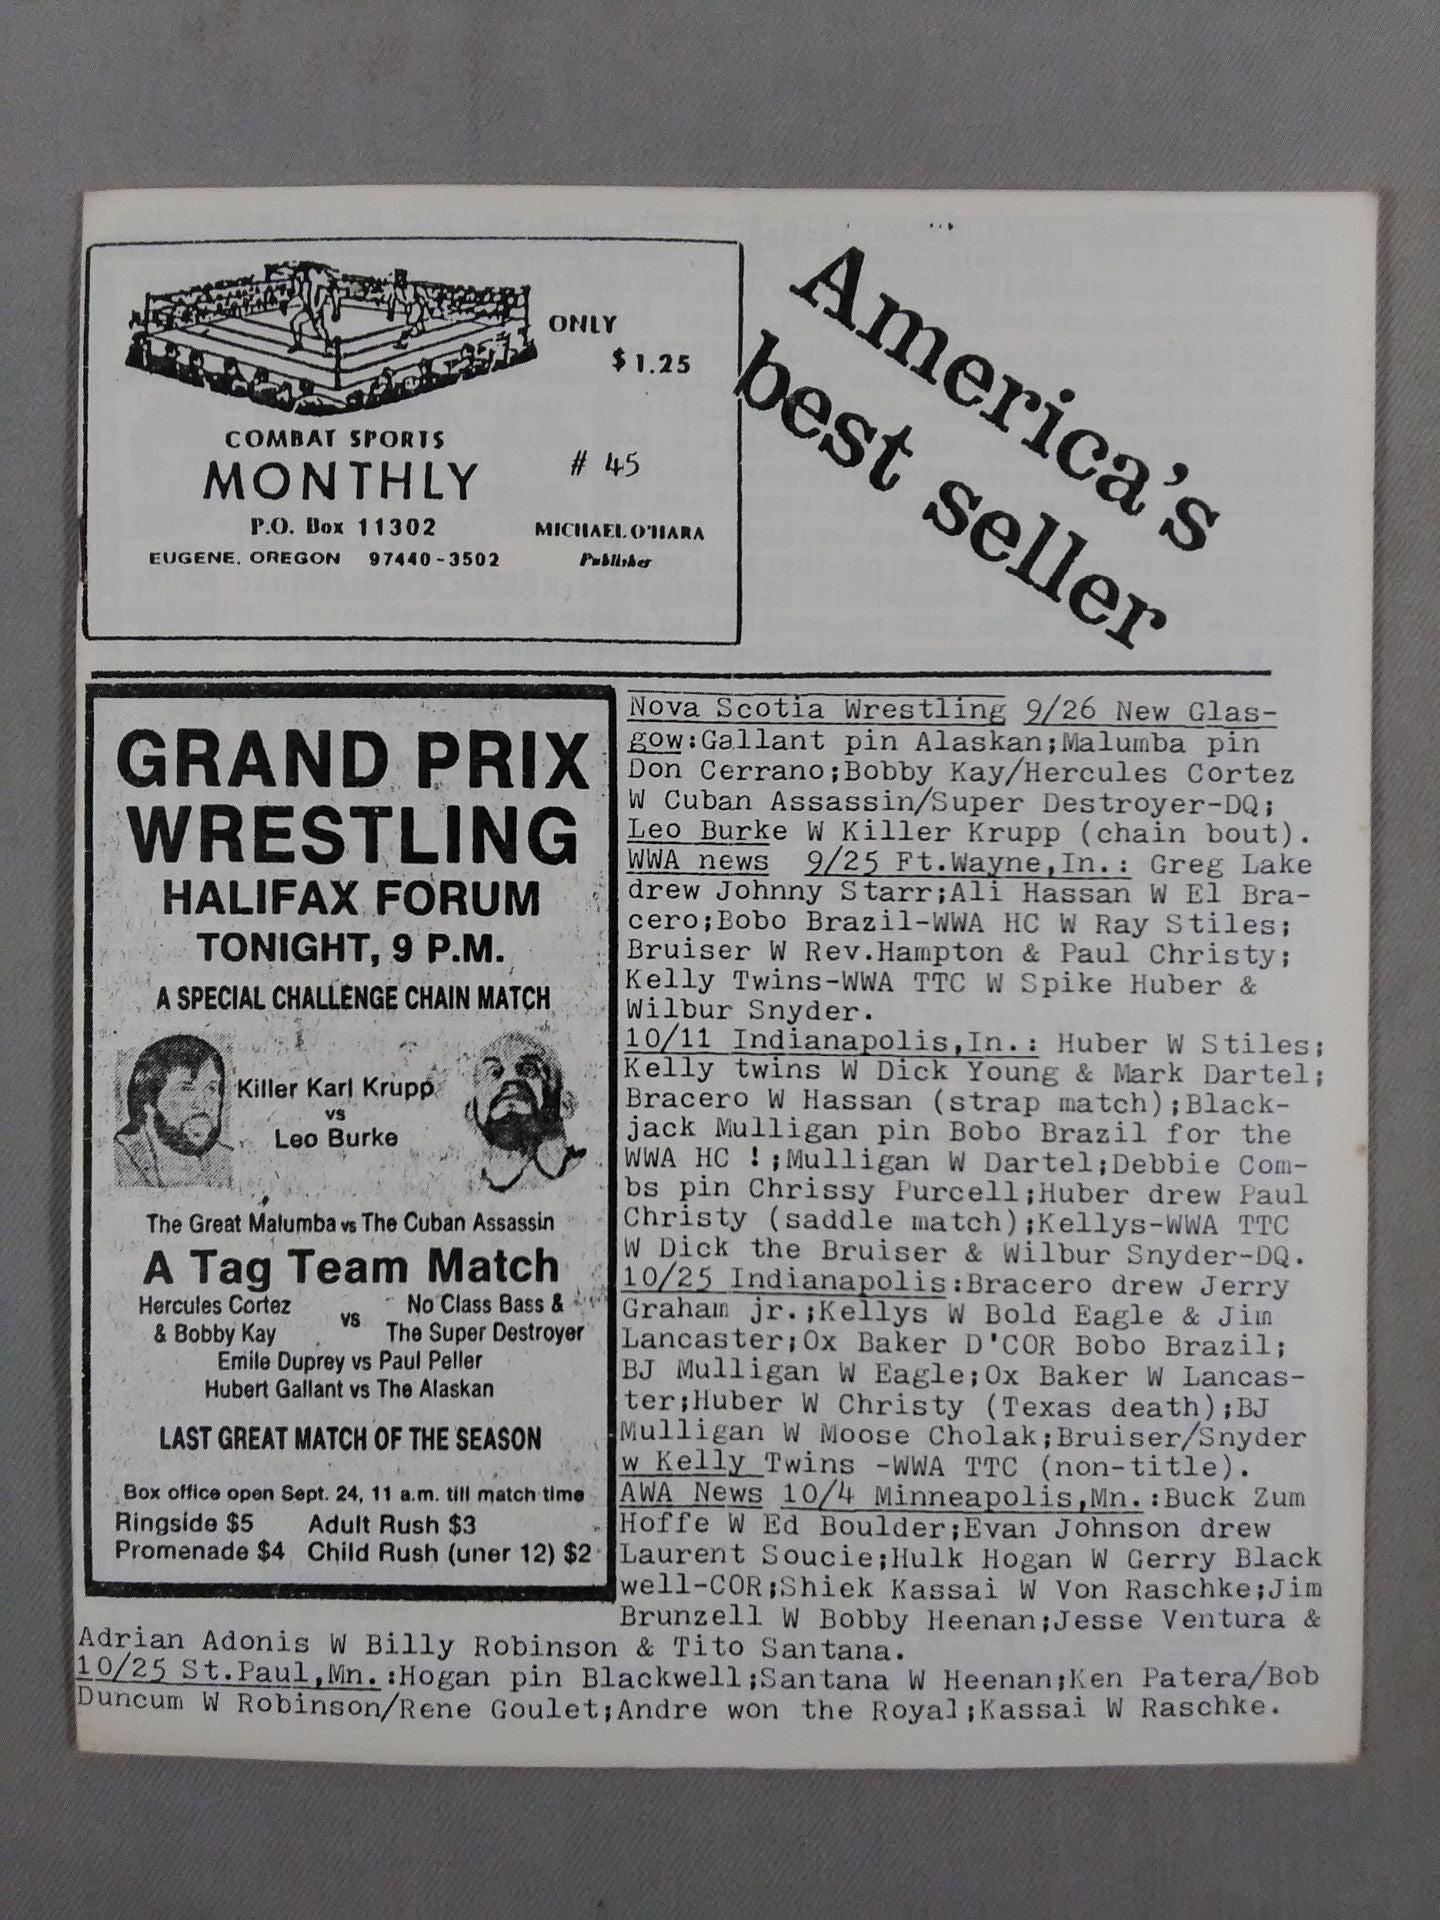 ONLY
$1.25
COMBAT SPORTS
MONTHLY
# 45
P.O. Box 11302
MICHAEL O'HARA
EUGENE, OREGON 97440-3502
Publisher
America's
best seller
GRAND PRIX
WRESTLING
HALIFAX FORUM
TONIGHT, 9 P.M.
A SPECIAL CHALLENGE CHAIN MATCH
Killer Karl Krupp
vs
Leo Burke
The Great Malumba vs The Cuban Assassin
A Tag Team Match
Hercules Cortez
& Bobby Kay
vs
No Class Bass &
The Super Destroyer
Emile Duprey vs Paul Peller
Hubert Gallant vs The Alaskan
LAST GREAT MATCH OF THE SEASON
Box office open Sept. 24, 11 a.m. till match time
Ringside $5 Adult Rush $3
Promenade $4 Child Rush (uner 12) $2
Nova Scotia Wrestling 9/26 New Glas-
gow:Gallant pin Alaskan;Malumba pin
Don Cerrano;Bobby Kay/Hercules Cortez
W Cuban Assassin/Super Destroyer-DQ;
Leo Burke W Killer Krupp (chain bout).
WWA news 9/25 Ft.Wayne,In.: Greg Lake
drew Johnny Starr;Ali Hassan W El Bra-
cero;Bobo Brazil-WWA HC W Ray Stiles;
Bruiser W Rev.Hampton & Paul Christy;
Kelly Twins-WWA TTC W Spike Huber &
Wilbur Snyder.
10/11 Indianapolis,In.: Huber W Stiles;
Kelly twins W Dick Young & Mark Dartel;
Bracero W Hassan (strap match);Black-
jack Mulligan pin Bobo Brazil for the
WWA HC !;Mulligan W Dartel;Debbie Com-
bs pin Chrissy Purcell;Huber drew Paul
Christy (saddle match);Kellys-WWA TTC
W Dick the Bruiser & Wilbur Snyder-DQ.
10/25 Indianapolis:Bracero drew Jerry
Graham jr.;Kellys W Bold Eagle & Jim
Lancaster;Ox Baker D'COR Bobo Brazil;
BJ Mulligan W Eagle;Ox Baker W Lancas-
ter;Huber W Christy (Texas death);BJ
Mulligan W Moose Cholak;Bruiser/Snyder
w Kelly Twins -WWA TTC (non-title).
AWA News 10/4 Minneapolis,Mn.:Buck Zum
Hoffe W Ed Boulder;Evan Johnson drew
Laurent Soucie;Hulk Hogan W Gerry Black
well-COR;Shiek Kassai W Von Raschke;Jim
Brunzell W Bobby Heenan;Jesse Ventura &
Adrian Adonis W Billy Robinson & Tito Santana.
10/25 St.Paul,Mn.:Hogan pin Blackwell;Santana W Heenan;Ken Patera/Bob
Duncum W Robinson/Rene Goulet;Andre won the Royal;Kassai W Raschke.